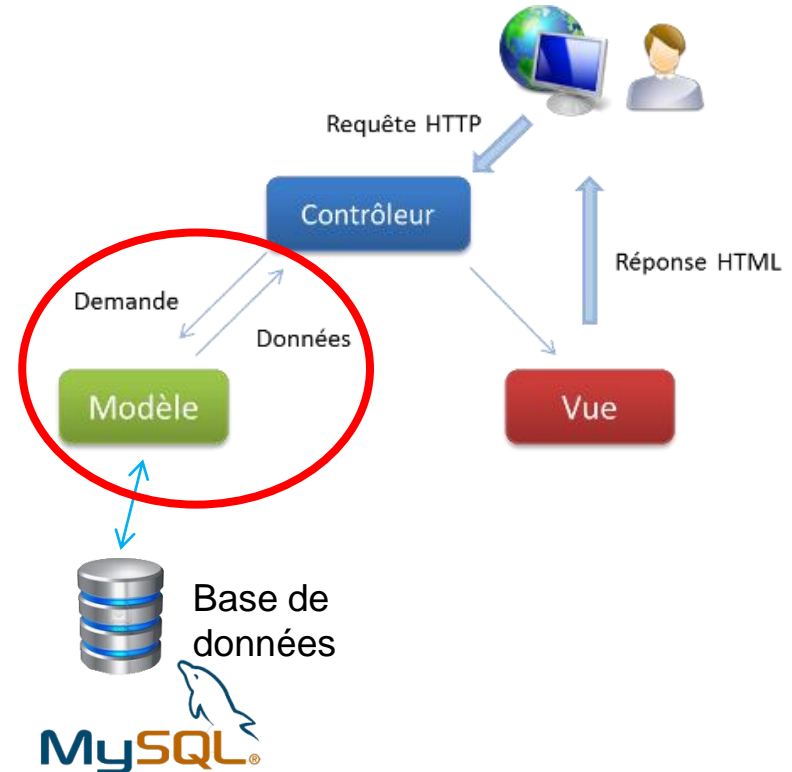 Requête HTTP
Contrôleur
Réponse HTML
Demande
Données
Modèle
Vue
Base de
données
MySQL®